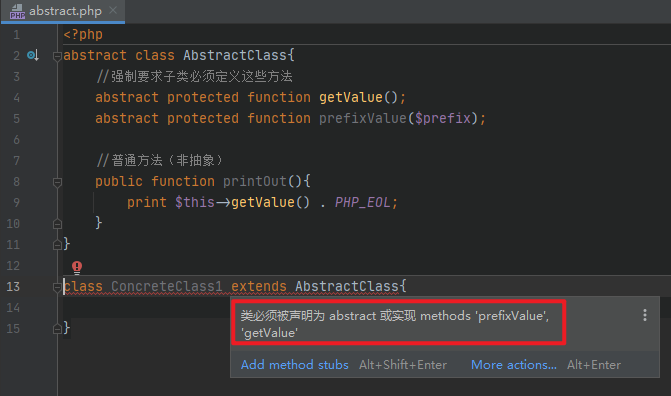 abstract.php
1 <?php
2 abstract class AbstractClass{
3 //强制要求子类必须定义这些方法
4 abstract protected function getValue();
5 abstract protected function prefixValue($prefix);
6
7 //普通方法（非抽象）
8 public function printOut(){
9 print $this->getValue() . PHP_EOL;
10 }
11 }
12
13 class ConcreteClass1 extends AbstractClass{
14
15 }
类必须被声明为 abstract 或实现 methods 'prefixValue',
'getValue'
Add method stubs Alt+Shift+Enter More actions... Alt+Enter